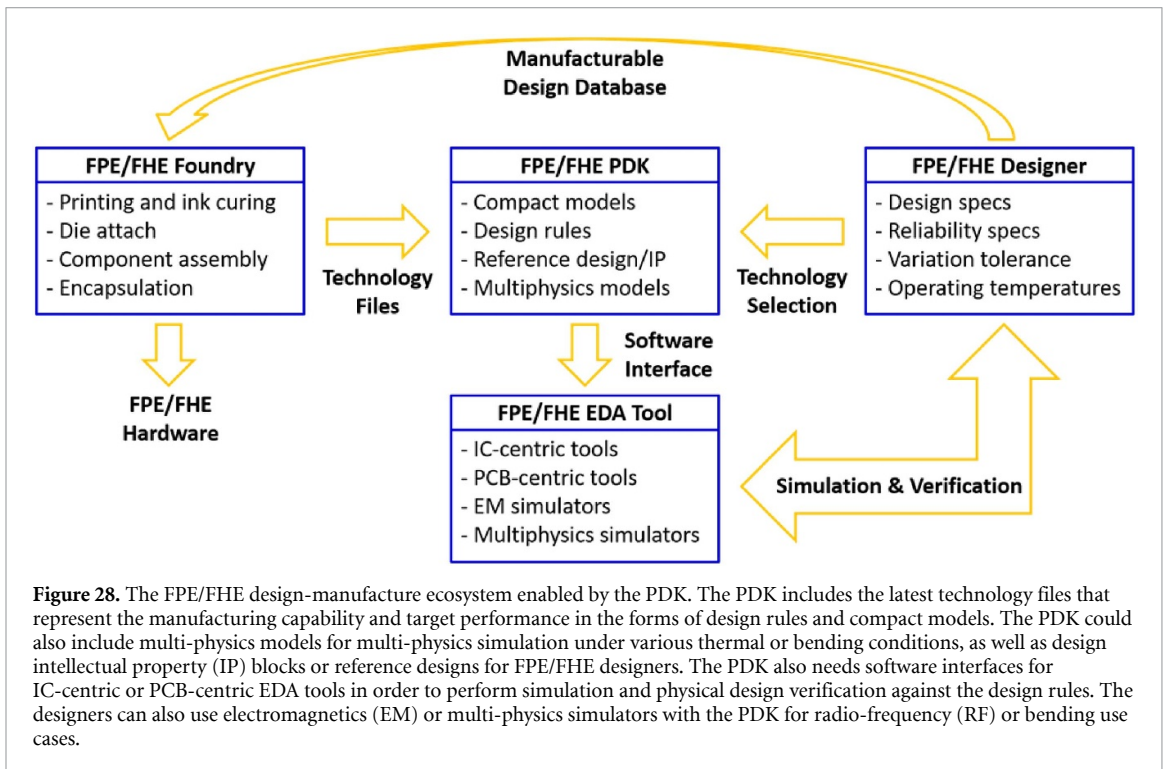 Manufacturable
Design Database
FPE/FHE Foundry
- Printing and ink curing
- Die attach
- Component assembly
- Encapsulation
Technology
Files
FPE/FHE PDK
- Compact models
- Design rules
- Reference design/IP
- Multiphysics models
Technology
Selection
FPE/FHE Designer
- Design specs
- Reliability specs
- Variation tolerance
- Operating temperatures
FPE/FHE
Hardware
Software
Interface
FPE/FHE EDA Tool
- IC-centric tools
- PCB-centric tools
- EM simulators
- Multiphysics simulators
Simulation & Verification
Figure 28. The FPE/FHE design-manufacture ecosystem enabled by the PDK. The PDK includes the latest technology files that
represent the manufacturing capability and target performance in the forms of design rules and compact models. The PDK could
also include multi-physics models for multi-physics simulation under various thermal or bending conditions, as well as design
intellectual property (IP) blocks or reference designs for FPE/FHE designers. The PDK also needs software interfaces for
IC-centric or PCB-centric EDA tools in order to perform simulation and physical design verification against the design rules. The
designers can also use electromagnetics (EM) or multi-physics simulators with the PDK for radio-frequency (RF) or bending use
cases.